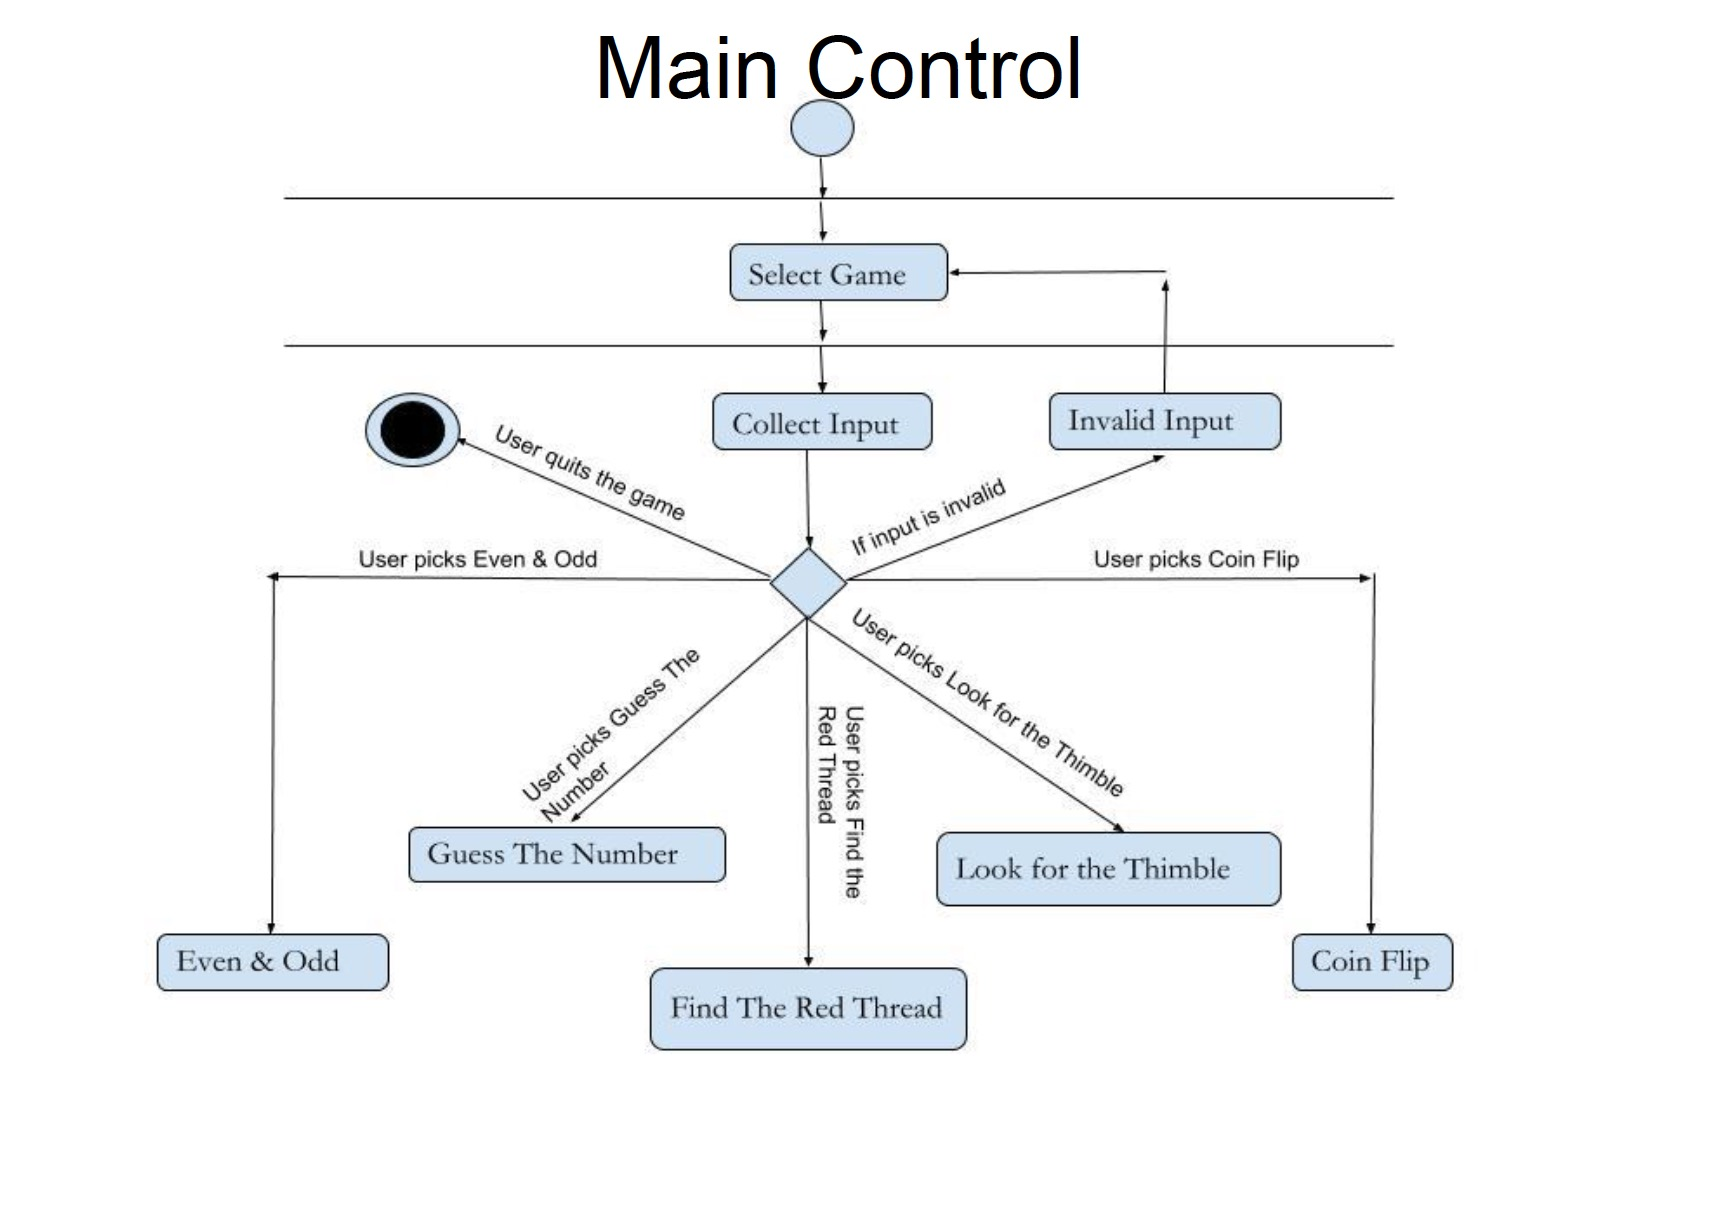 Main Control
Select Game
Collect Input
Invalid Input
User quits the game
If input is invalid
User picks Even & Odd
User picks Coin Flip
User picks Guess The
Number
User picks Find the
Red Thread
User picks Look for the Thimble
Guess The Number
Look for the Thimble
Even & Odd
Find The Red Thread
Coin Flip